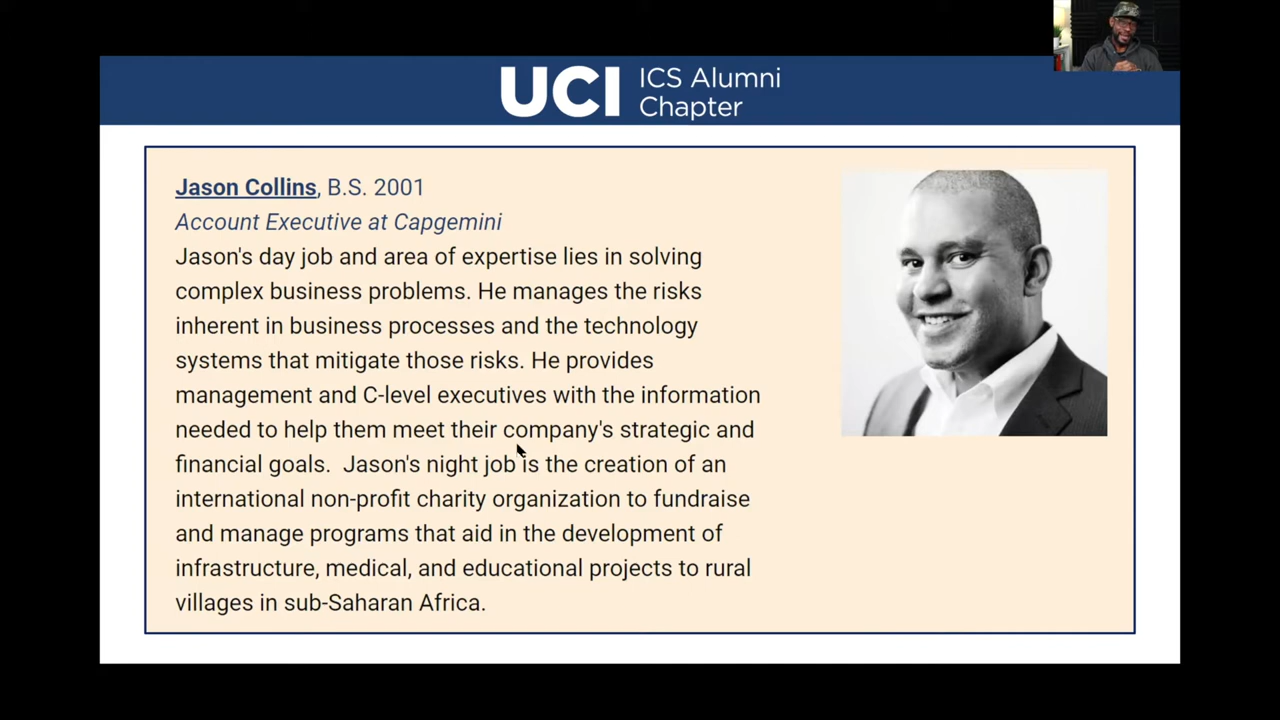 UCI ICS Alumni
Chapter
Jason Collins, B.S. 2001
Account Executive at Capgemini
Jason's day job and area of expertise lies in solving
complex business problems. He manages the risks
inherent in business processes and the technology
systems that mitigate those risks. He provides
management and C-level executives with the information
needed to help them meet their company's strategic and
financial goals.  Jason's night job is the creation of an
international non-profit charity organization to fundraise
and manage programs that aid in the development of
infrastructure, medical, and educational projects to rural
villages in sub-Saharan Africa.